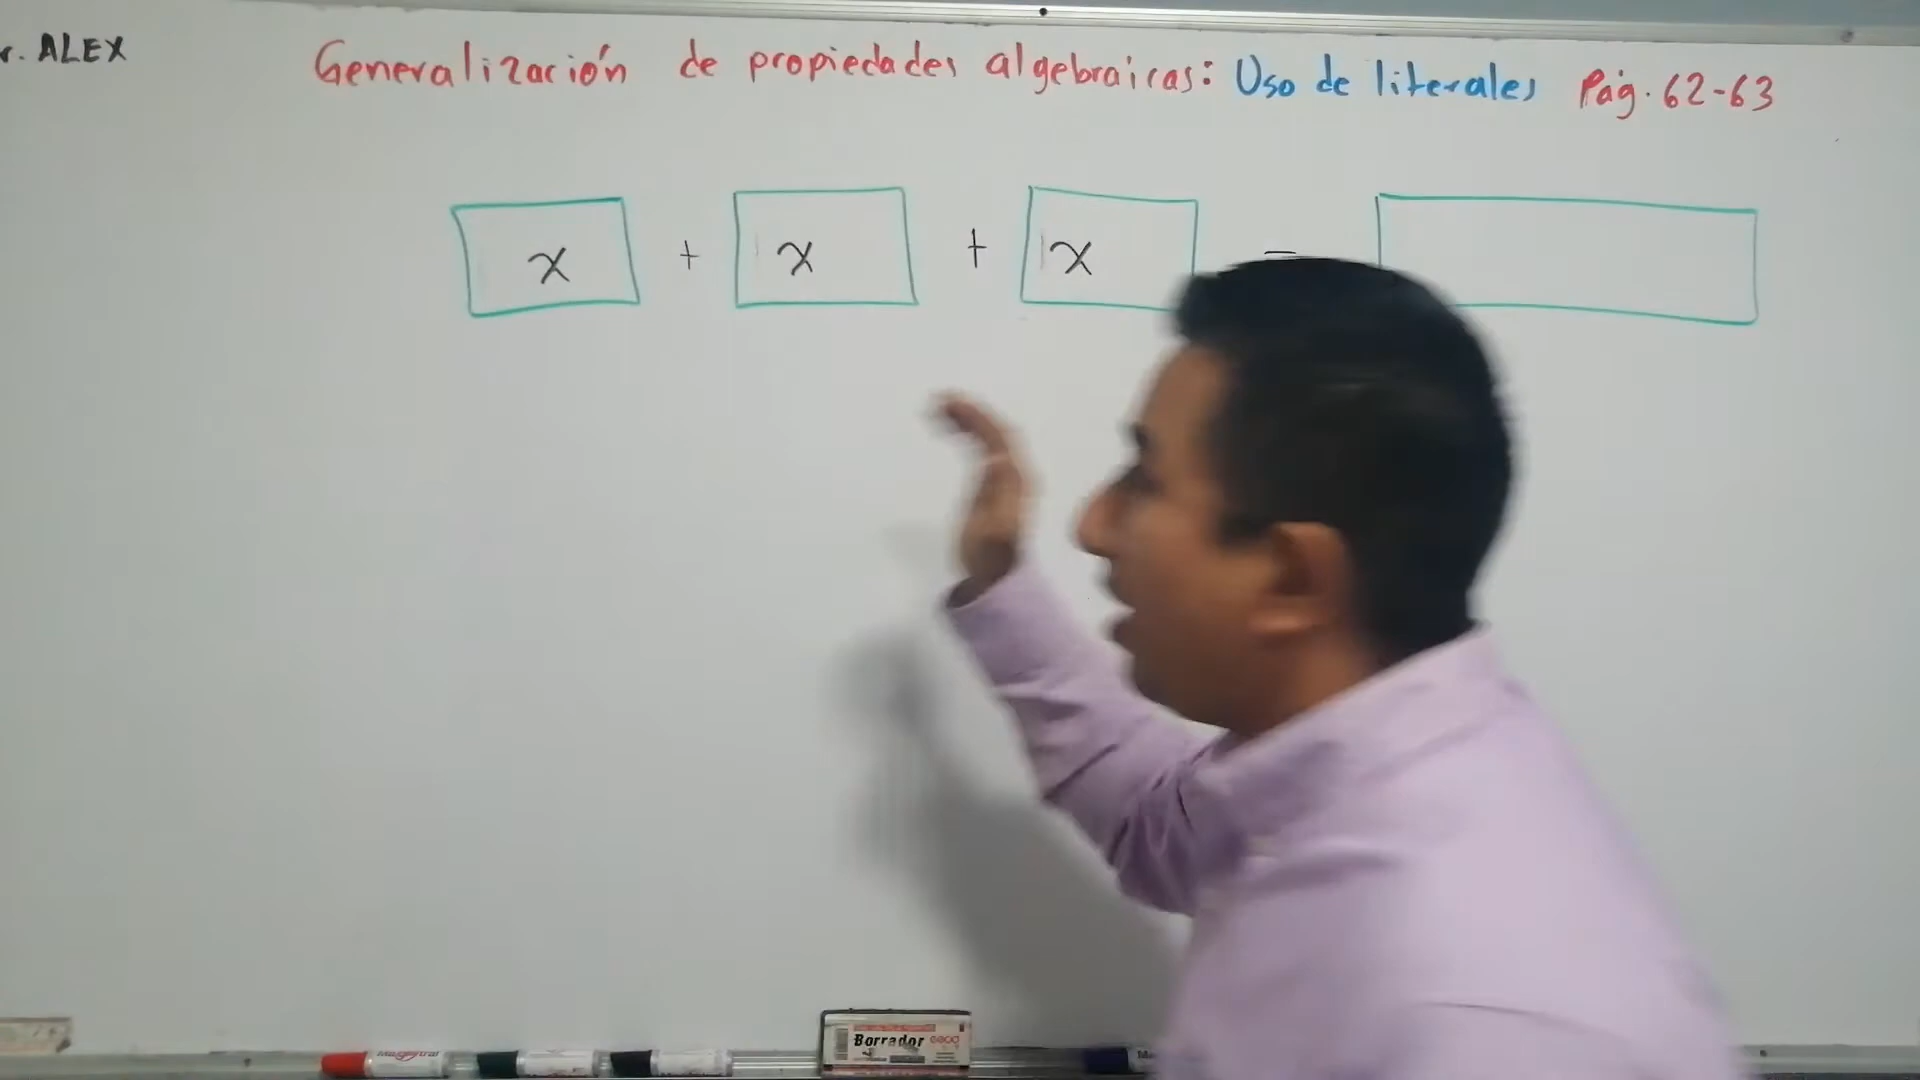 r. ALEX
Generalización de propiedades algebraicas: Uso de literales Pág. 62-63
x + x + x =
Borrador